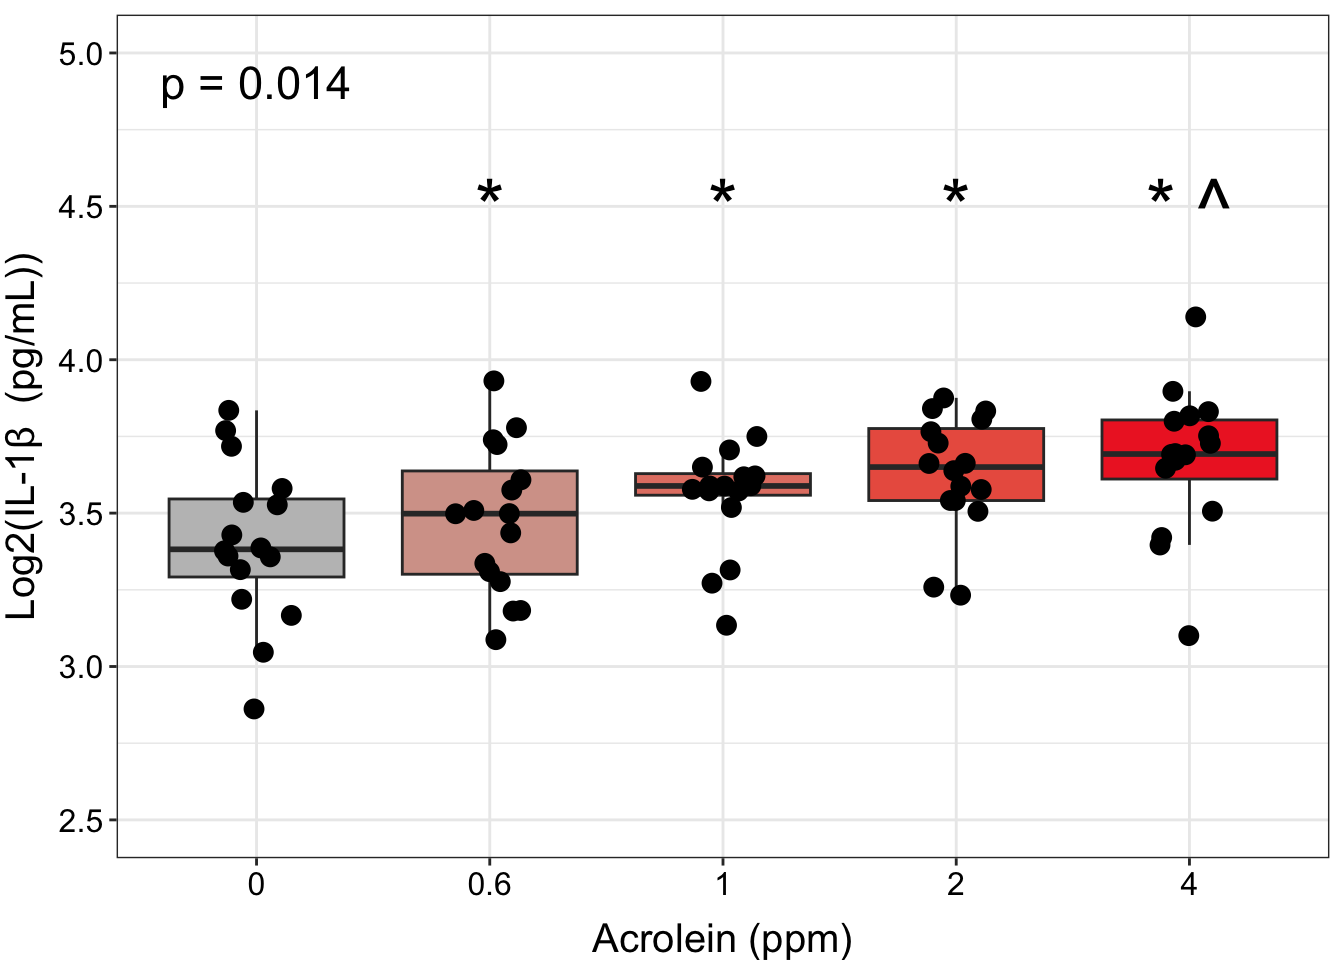 5.0
p = 0.014
4.5
* * * * ^
4.0
3.5
3.0
2.5
Log2(IL-1β (pg/mL))
0 0.6 1 2 4
Acrolein (ppm)